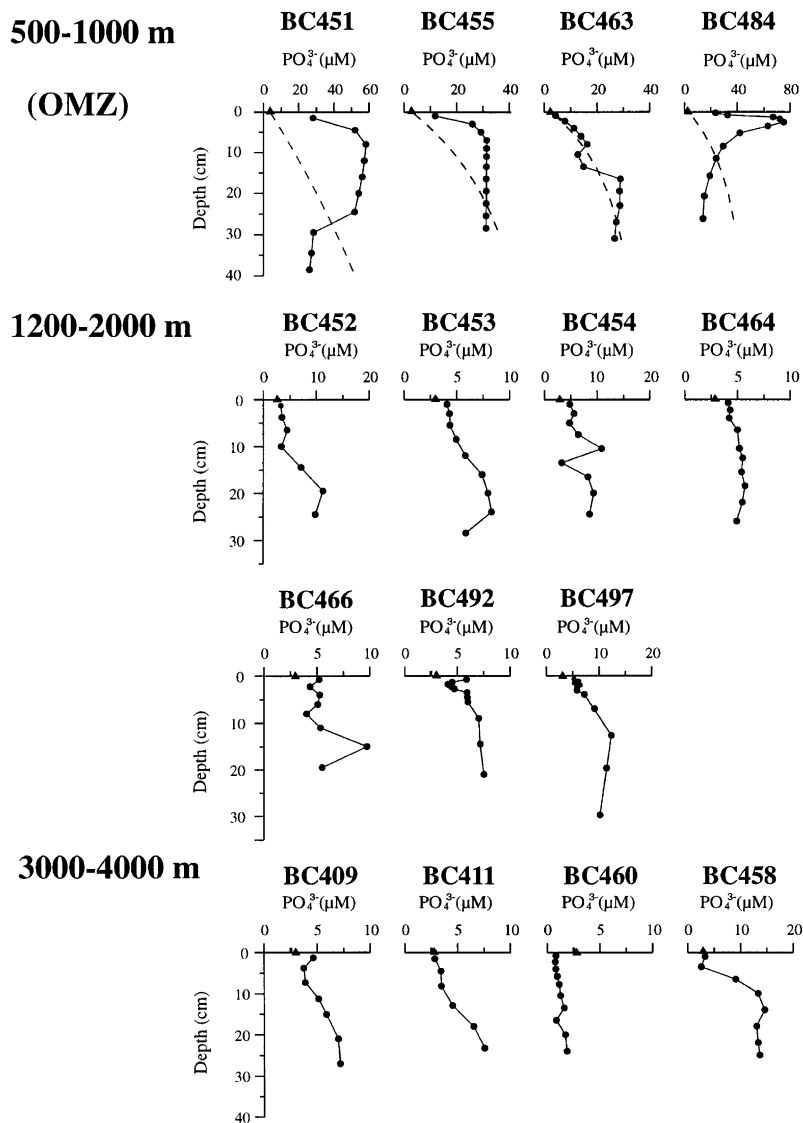 500-1000 m
(OMZ)
BC451 BC455 BC463 BC484
PO₄³⁻(µM) PO₄³⁻(µM) PO₄³⁻(µM) PO₄³⁻(µM)
0 20 40 60 0 20 40 0 20 40 0 20 40 60 80
Depth (cm)
0
10
20
30
40
1200-2000 m
BC452 BC453 BC454 BC464
PO₄³⁻(µM) PO₄³⁻(µM) PO₄³⁻(µM) PO₄³⁻(µM)
0 10 20 0 5 10 0 10 20 0 5 10
Depth (cm)
0
10
20
30
BC466 BC492 BC497
PO₄³⁻(µM) PO₄³⁻(µM) PO₄³⁻(µM)
0 5 10 0 5 10 0 10 20
Depth (cm)
0
10
20
30
3000-4000 m
BC409 BC411 BC460 BC458
PO₄³⁻(µM) PO₄³⁻(µM) PO₄³⁻(µM) PO₄³⁻(µM)
0 5 10 0 5 10 0 5 10 0 10 20
Depth (cm)
0
10
20
30
40